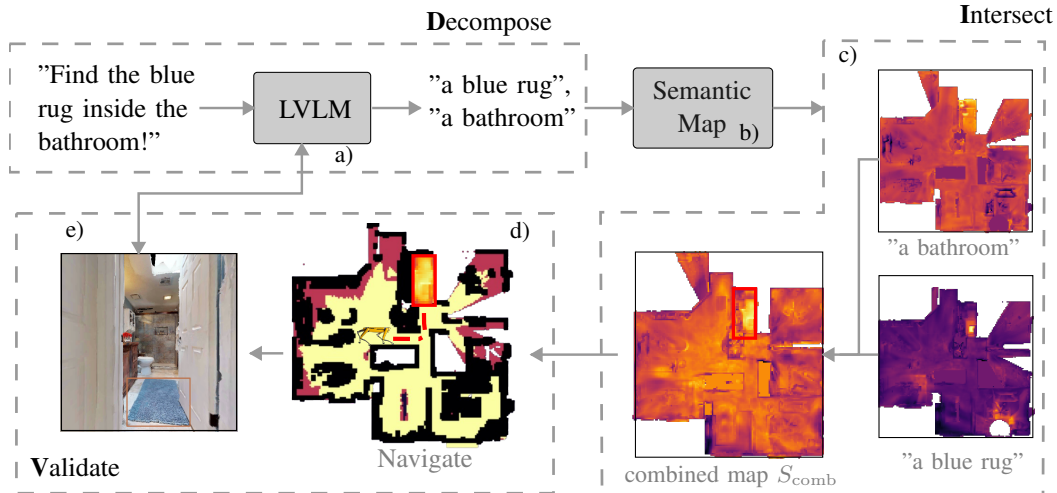 Decompose
Intersect
”Find the blue
rug inside the
bathroom!”
LVLM
a)
”a blue rug”,
”a bathroom”
Semantic
Map
b)
c)
”a bathroom”
”a blue rug”
combined map S_comb
d)
Navigate
e)
Validate